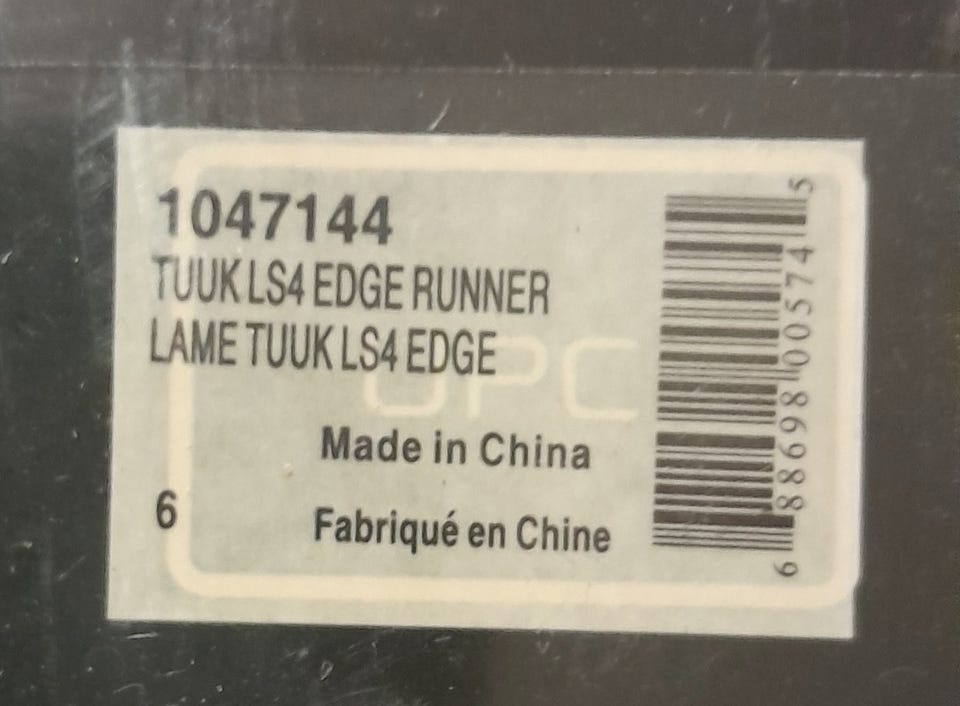 1047144
TUUK LS4 EDGE RUNNER
LAME TUUK LS4 EDGE
UPC
Made in China
6
Fabriqué en Chine
6 88698 00574 5